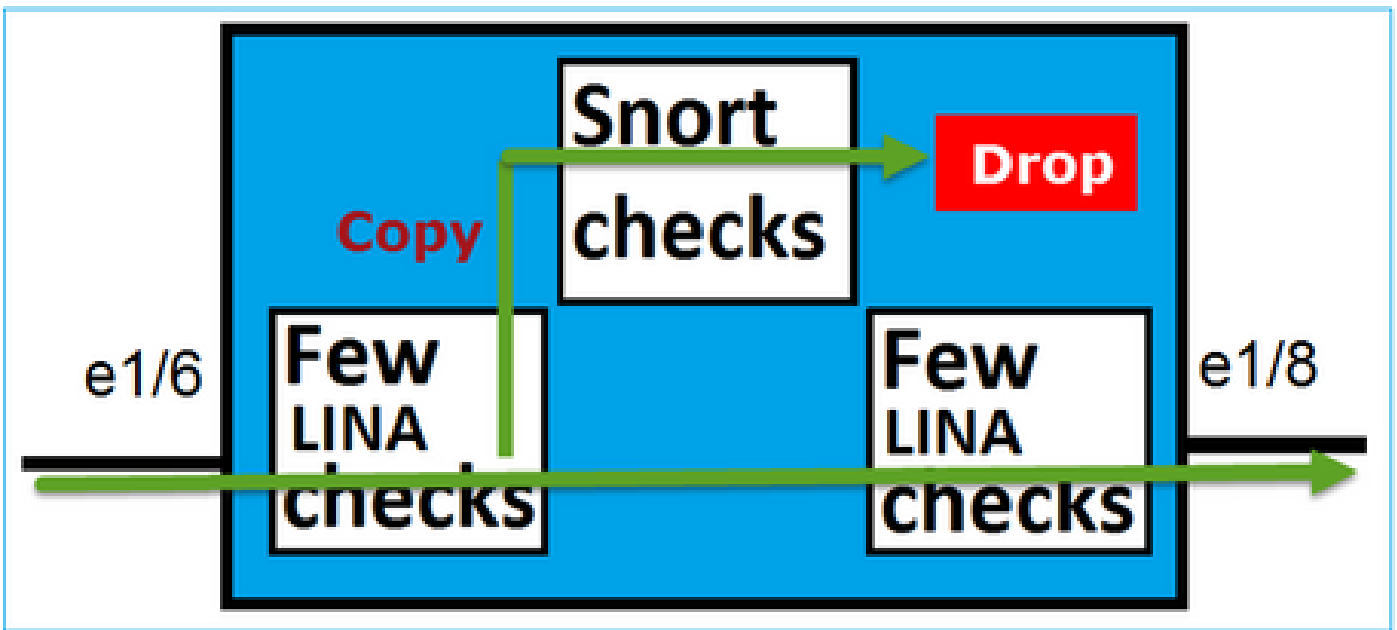 Snort
checks
Drop
Copy
e1/6
Few
LINA
checks
Few
LINA
checks
e1/8